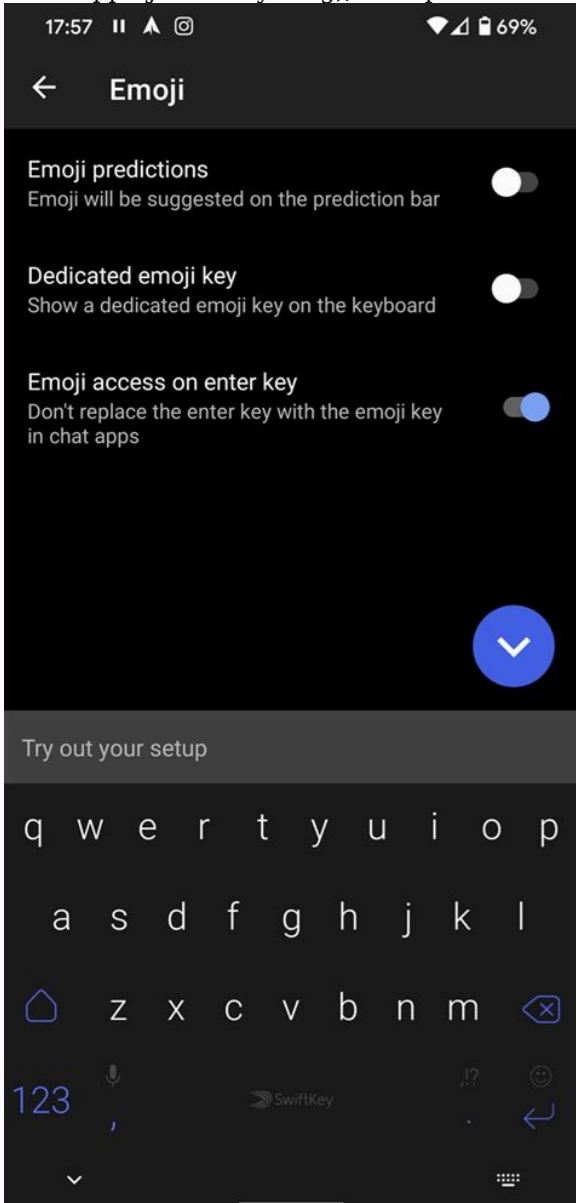 17:57 69%
Emoji
Emoji predictions
Emoji will be suggested on the prediction bar
Dedicated emoji key
Show a dedicated emoji key on the keyboard
Emoji access on enter key
Don't replace the enter key with the emoji key
in chat apps
Try out your setup
q w e r t y u i o p
a s d f g h j k l
z x c v b n m
,!?
123 , SwiftKey .